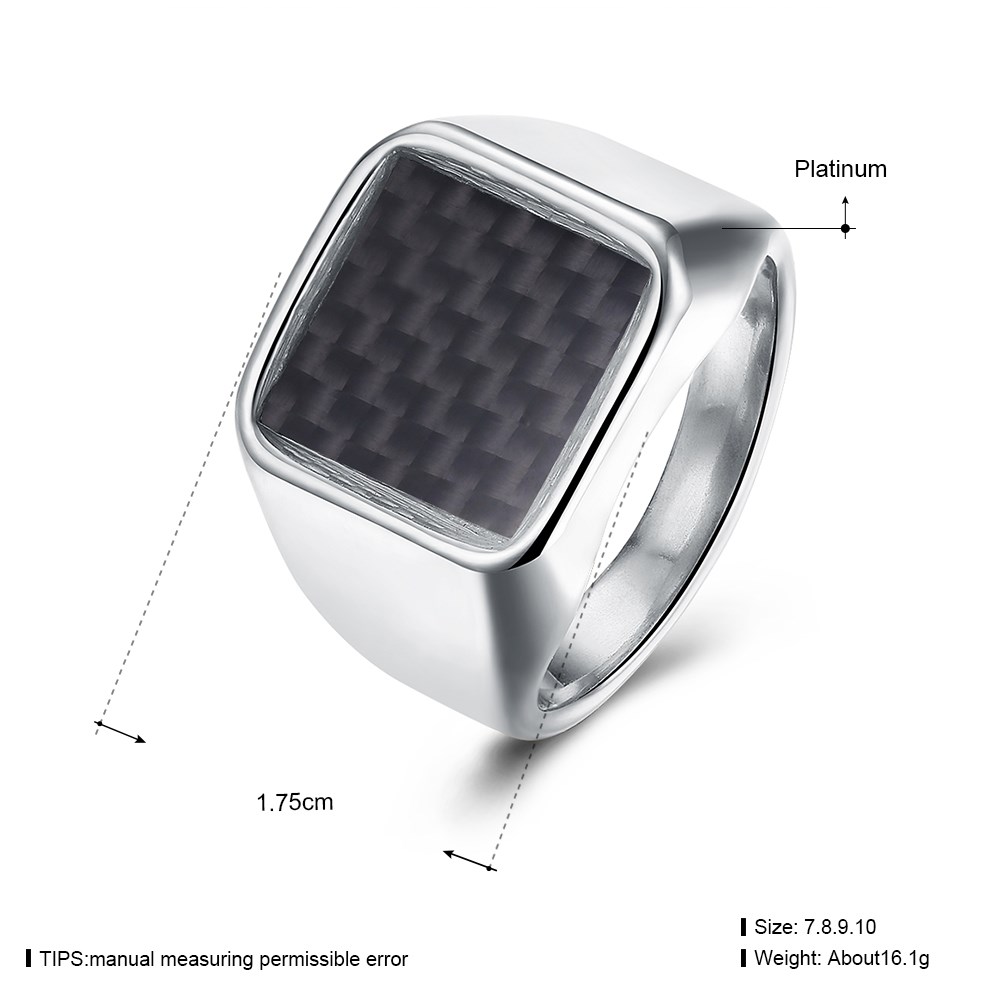 Platinum
1.75cm
Size: 7.8.9.10
TIPS:manual measuring permissible error
Weight: About16.1g